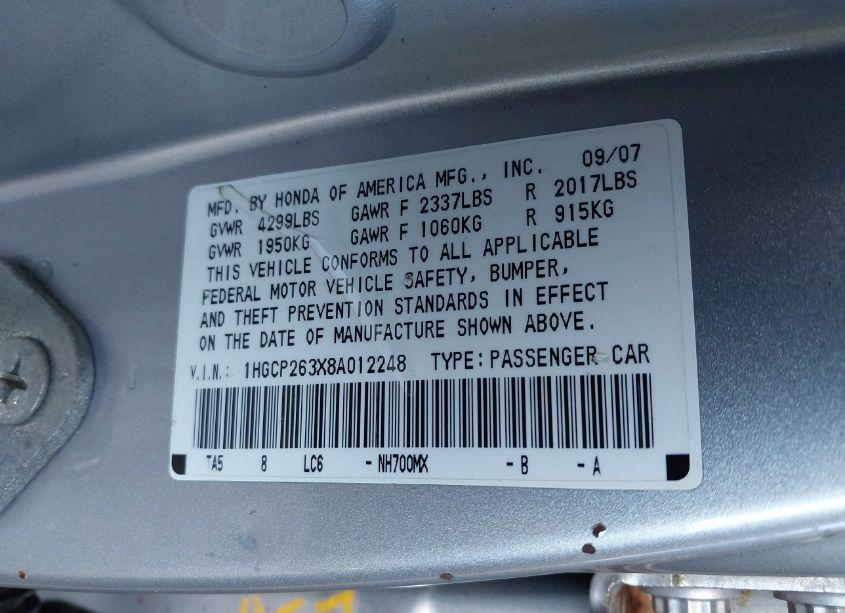 MFD. BY HONDA OF AMERICA MFG., INC. 09/07
GVWR 4299LBS GAWR F 2337LBS R 2017LBS
GVWR 1950KG GAWR F 1060KG R 915KG
THIS VEHICLE CONFORMS TO ALL APPLICABLE
FEDERAL MOTOR VEHICLE SAFETY, BUMPER,
AND THEFT PREVENTION STANDARDS IN EFFECT
ON THE DATE OF MANUFACTURE SHOWN ABOVE.
V.I.N.: 1HGCP263X8A012248 TYPE: PASSENGER CAR
TA5 8 LC6 - NH700MX - B - A